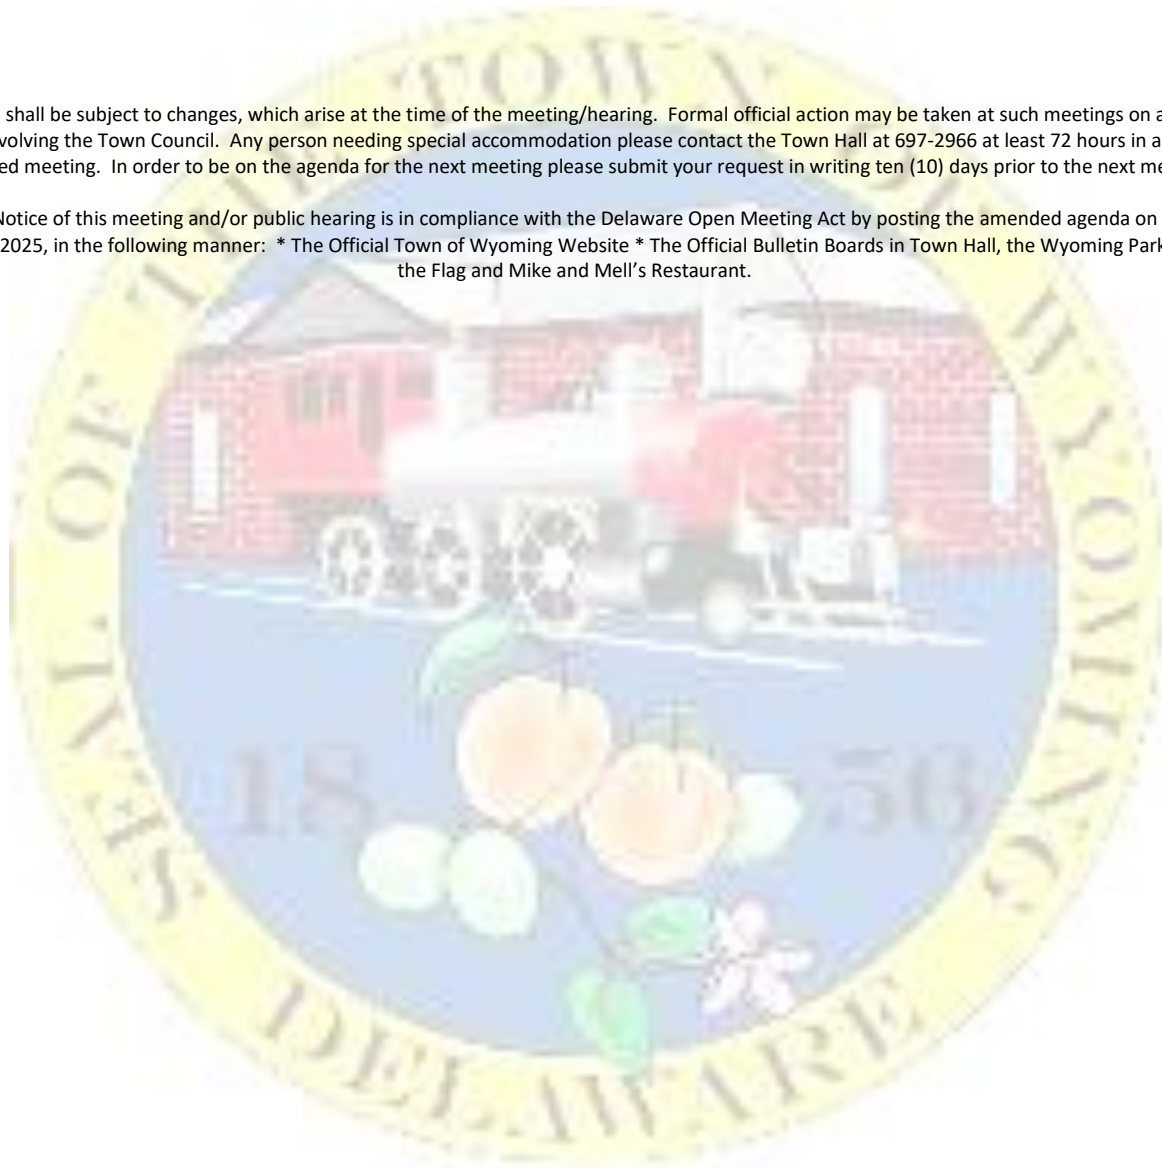 shall be subject to changes, which arise at the time of the meeting/hearing. Formal official action may be taken at such meetings on a
volving the Town Council. Any person needing special accommodation please contact the Town Hall at 697-2966 at least 72 hours in a
ed meeting. In order to be on the agenda for the next meeting please submit your request in writing ten (10) days prior to the next me
Notice of this meeting and/or public hearing is in compliance with the Delaware Open Meeting Act by posting the amended agenda on
2025, in the following manner: * The Official Town of Wyoming Website * The Official Bulletin Boards in Town Hall, the Wyoming Park
the Flag and Mike and Mell's Restaurant.
SEAL OF THE TOWN OF WYOMING
18 56
DELAWARE